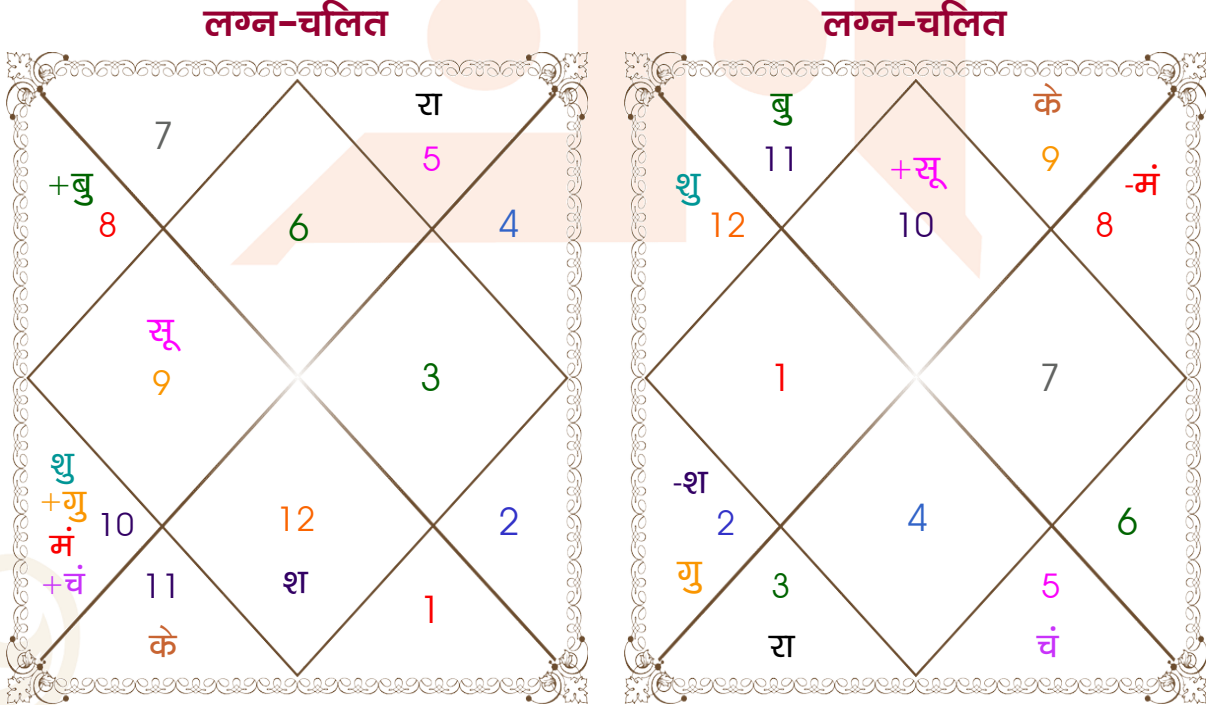 लग्न-चलित
रा
7
5
+बु
8
6
4
सू
9
3
शु
+गु
10
मं
+चं
12
2
11
श
1
के
लग्न-चलित
बु
के
11
+सू
9
शु
-मं
12
10
8
1
7
-श
2
4
6
गु
3
5
रा
चं